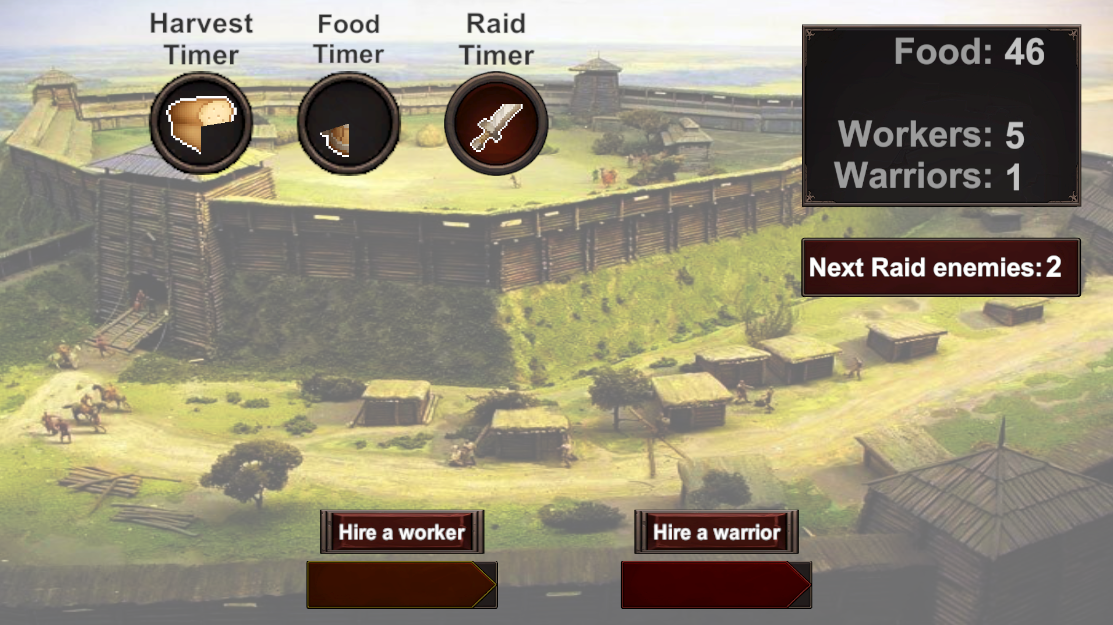 Harvest
Timer
Food
Timer
Raid
Timer
Food: 46
Workers: 5
Warriors: 1
Next Raid enemies:2
Hire a worker
Hire a warrior